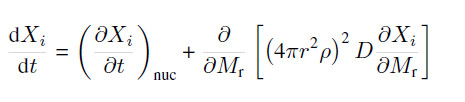 dX_i/dt = (∂X_i/∂t)_nuc + ∂/∂M_r [(4πr²ρ)² D ∂X_i/∂M_r]